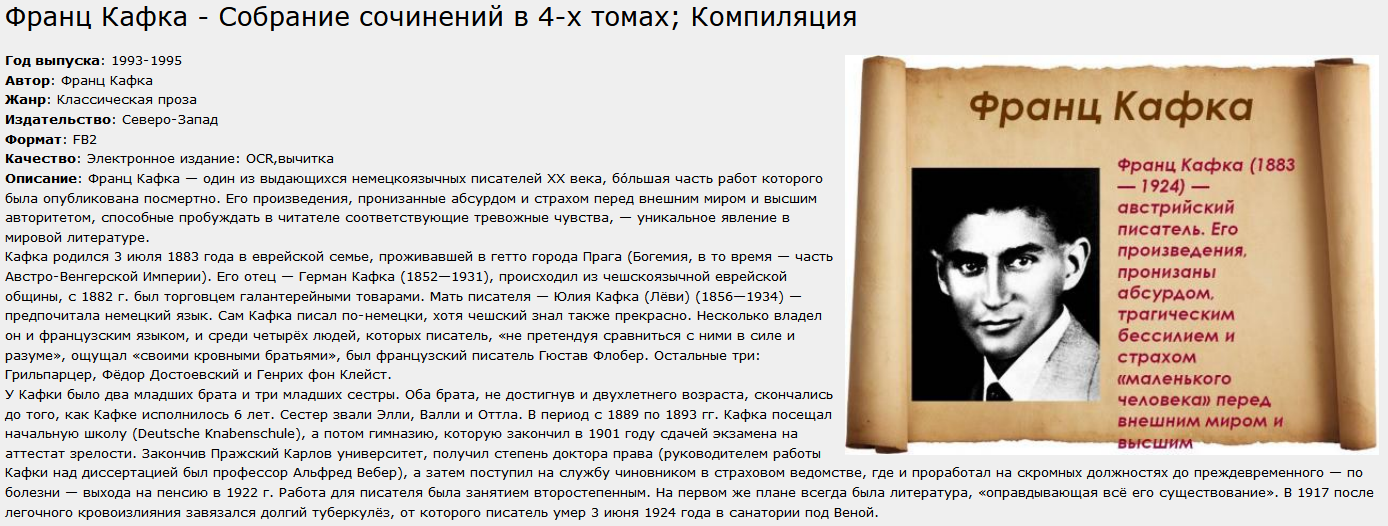 Франц Кафка - Собрание сочинений в 4-х томах; Компиляция
Год выпуска: 1993-1995
Автор: Франц Кафка
Жанр: Классическая проза
Издательство: Северо-Запад
Формат: FB2
Качество: Электронное издание: OCR,вычитка
Описание: Франц Кафка — один из выдающихся немецкоязычных писателей XX века, бо́льшая часть работ которого
была опубликована посмертно. Его произведения, пронизанные абсурдом и страхом перед внешним миром и высшим
авторитетом, способные пробуждать в читателе соответствующие тревожные чувства, — уникальное явление в
мировой литературе.
Кафка родился 3 июля 1883 года в еврейской семье, проживавшей в гетто города Прага (Богемия, в то время — часть
Австро-Венгерской Империи). Его отец — Герман Кафка (1852—1931), происходил из чешскоязычной еврейской
общины, с 1882 г. был торговцем галантерейными товарами. Мать писателя — Юлия Кафка (Лёви) (1856—1934) —
предпочитала немецкий язык. Сам Кафка писал по-немецки, хотя чешский знал также прекрасно. Несколько владел
он и французским языком, и среди четырёх людей, которых писатель, «не претендуя сравниться с ними в силе и
разуме», ощущал «своими кровными братьями», был французский писатель Гюстав Флобер. Остальные три:
Грильпарцер, Фёдор Достоевский и Генрих фон Клейст.
У Кафки было два младших брата и три младших сестры. Оба брата, не достигнув и двухлетнего возраста, скончались
до того, как Кафке исполнилось 6 лет. Сестер звали Элли, Валли и Оттла. В период с 1889 по 1893 гг. Кафка посещал
начальную школу (Deutsche Knabenschule), а потом гимназию, которую закончил в 1901 году сдачей экзамена на
аттестат зрелости. Закончив Пражский Карлов университет, получил степень доктора права (руководителем работы
Кафки над диссертацией был профессор Альфред Вебер), а затем поступил на службу чиновником в страховом ведомстве, где и проработал на скромных должностях до преждевременного — по
болезни — выхода на пенсию в 1922 г. Работа для писателя была занятием второстепенным. На первом же плане всегда была литература, «оправдывающая всё его существование». В 1917 после
легочного кровоизлияния завязался долгий туберкулёз, от которого писатель умер 3 июня 1924 года в санатории под Веной.
Франц Кафка
Франц Кафка (1883
— 1924) —
австрийский
писатель. Его
произведения,
пронизаны
абсурдом,
трагическим
бессилием и
страхом
«маленького
человека» перед
внешним миром и
высшим